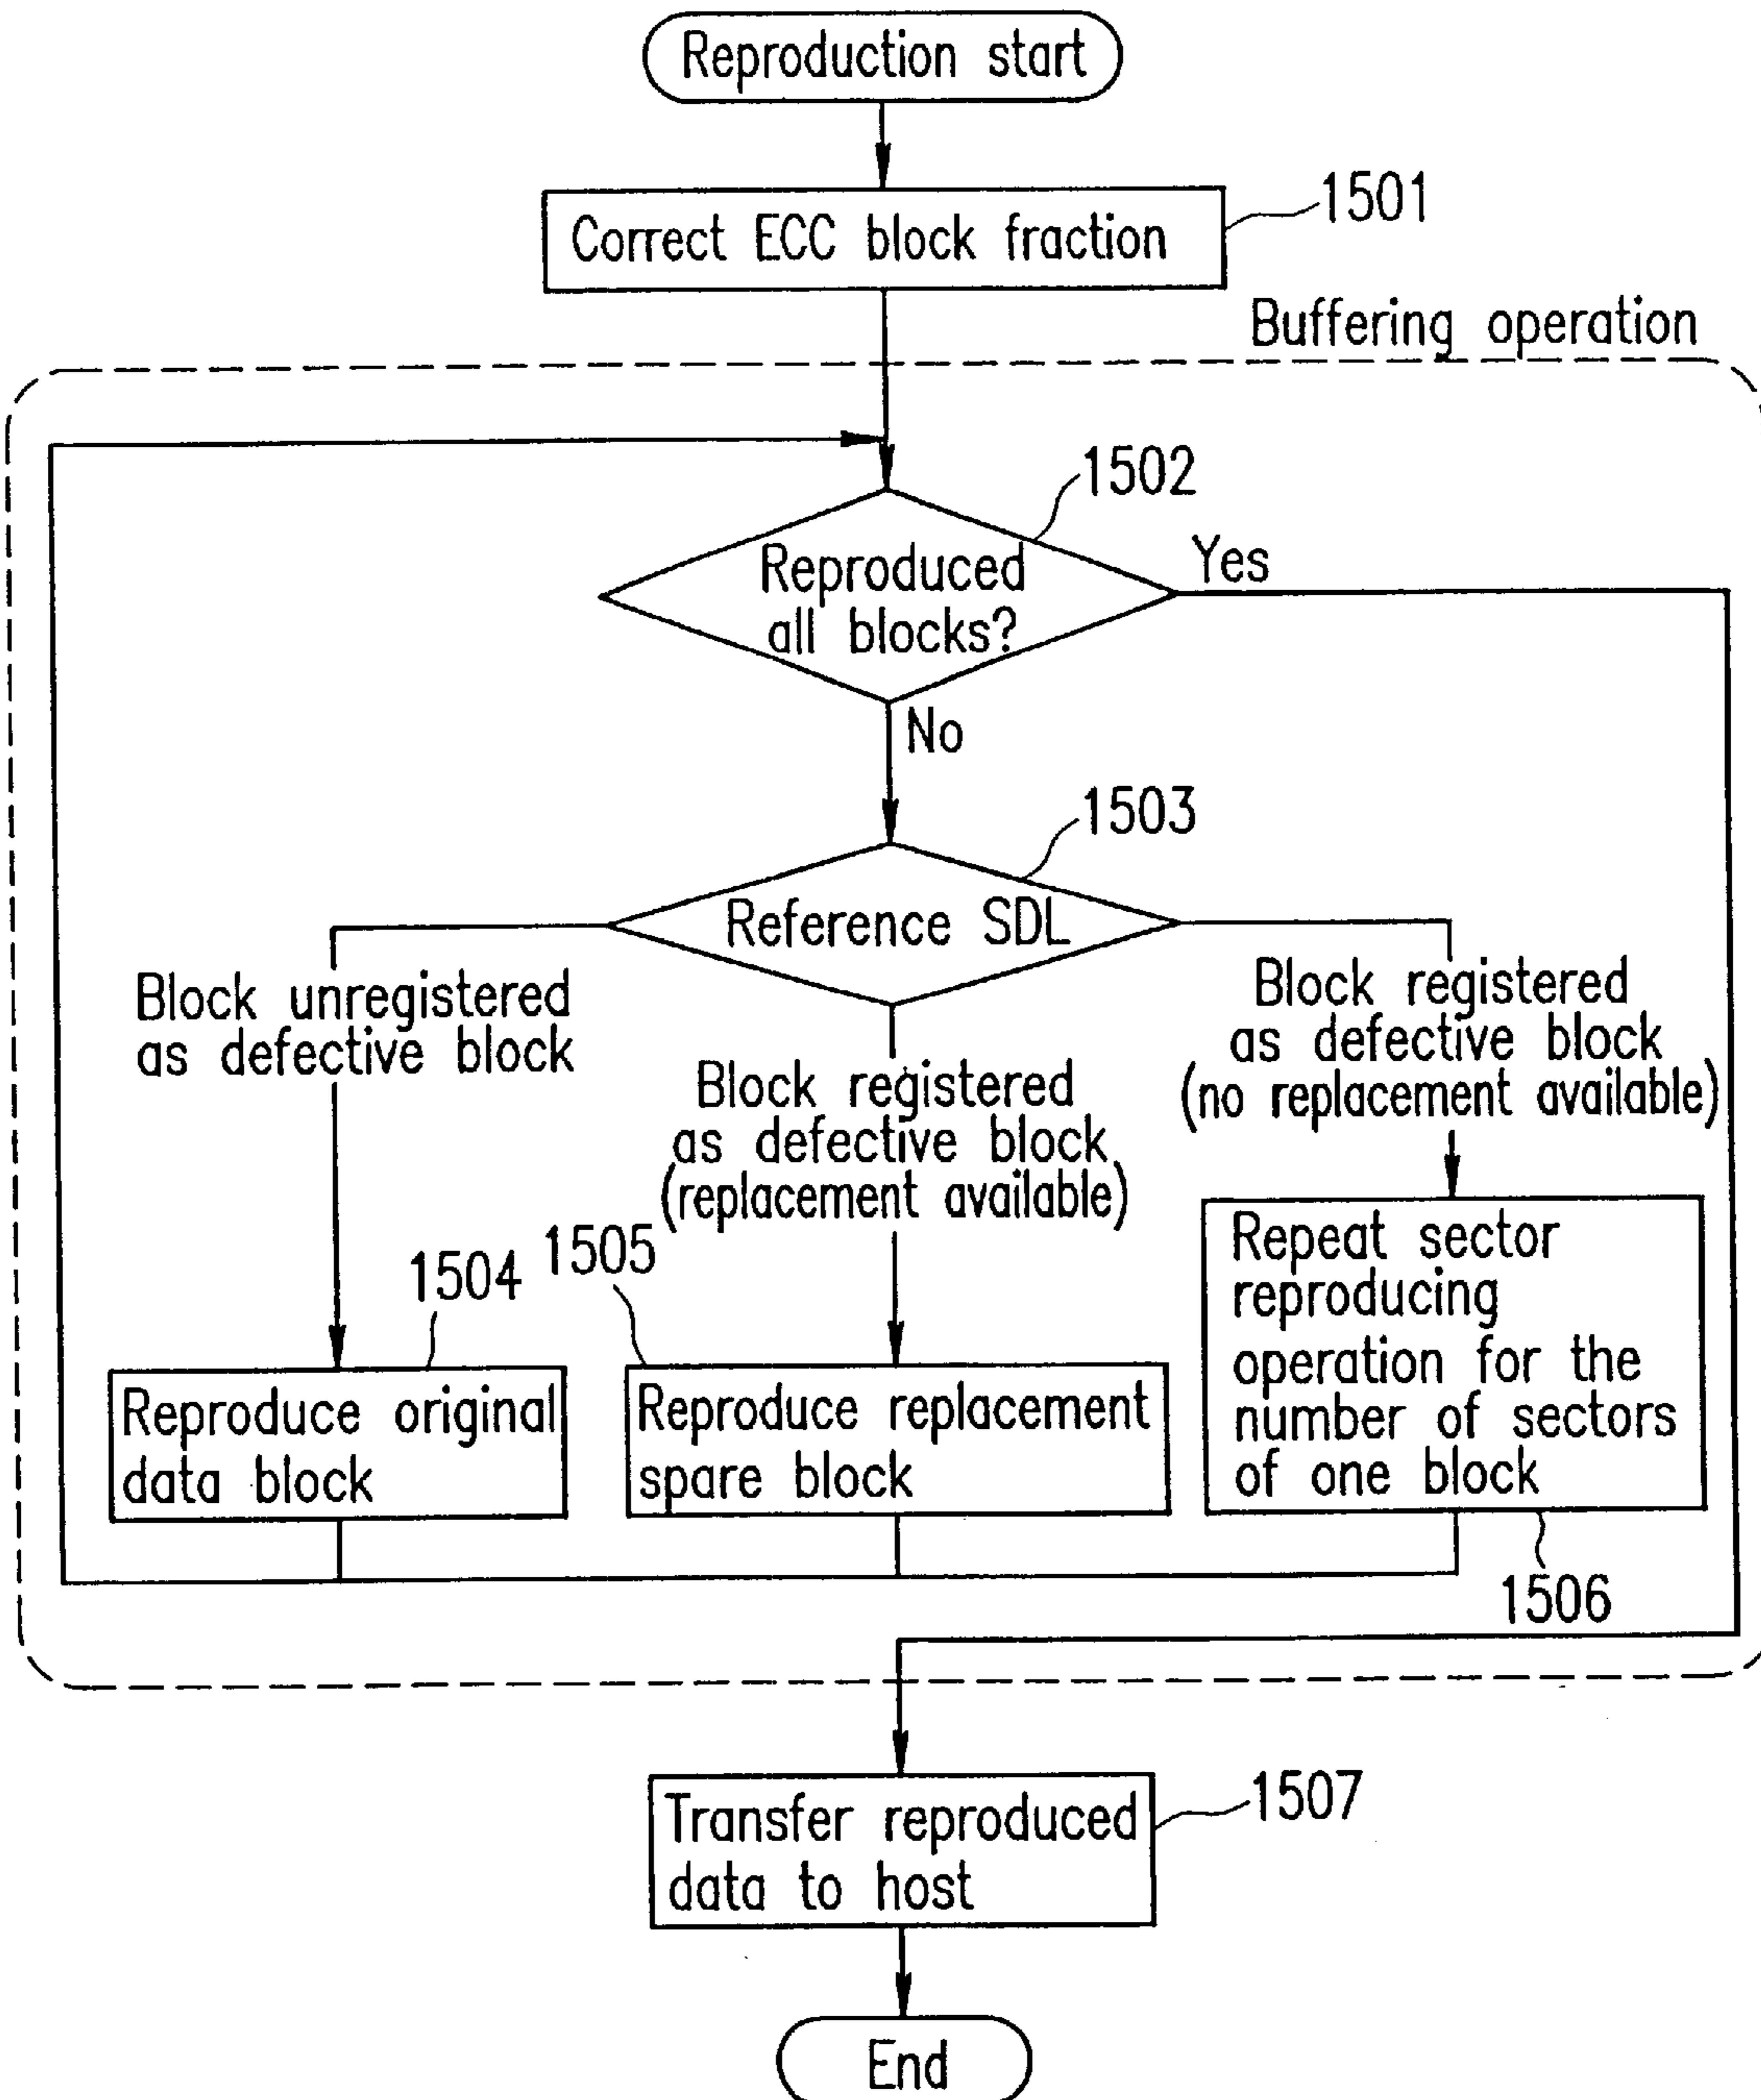 Reproduction start
Correct ECC block fraction
1501
Buffering operation
1502
Reproduced
all blocks?
Yes
No
1503
Reference SDL
Block unregistered
as defective block
Block registered
as defective block
(replacement available)
Block registered
as defective block
(no replacement available)
1504
Reproduce original
data block
1505
Reproduce replacement
spare block
Repeat sector
reproducing
operation for the
number of sectors
of one block
1506
Transfer reproduced
data to host
1507
End